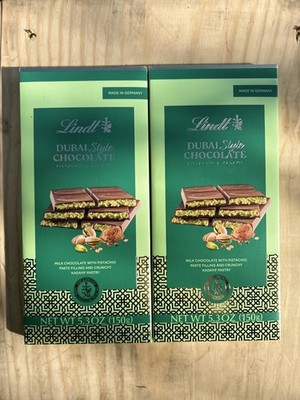 MADE IN GERMANY
Lindt
DUBAI Style
CHOCOLATE
MILK CHOCOLATE WITH PISTACHIO
PASTE FILLING AND CRUNCHY
KADAYIF PASTRY
NET WT 5.3 OZ (150g)
MADE IN GERMANY
Lindt
DUBAI Style
CHOCOLATE
MILK CHOCOLATE WITH PISTACHIO
PASTE FILLING AND CRUNCHY
KADAYIF PASTRY
NET WT 5.3 OZ (150g)